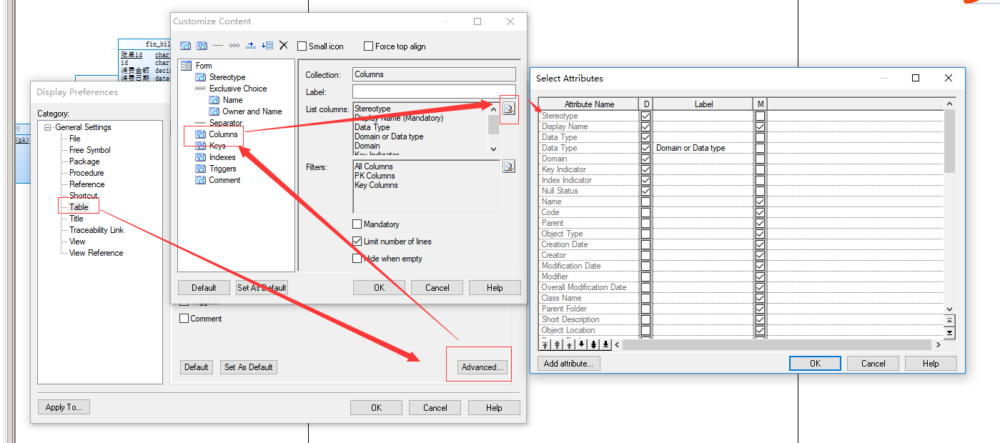 fin_bil
账单id char
id char
消费金额 deci
消费日期 date
<pk>
Display Preferences
Category:
General Settings
File
Free Symbol
Package
Procedure
Reference
Shortcut
Table
Title
Traceability Link
View
View Reference
Comment
Default
Set As Default
Advanced...
Apply To...
OK
Cancel
Help
Customize Content
Small icon
Force top align
Form
Stereotype
Exclusive Choice
Name
Owner and Name
Separator
Columns
Keys
Indexes
Triggers
Comment
Collection:
Columns
Label:
List columns:
Stereotype
Display Name (Mandatory)
Data Type
Domain or Data type
Domain
Key Indicator
Filters:
All Columns
PK Columns
Key Columns
Mandatory
Limit number of lines
Hide when empty
Default
Set As Default
OK
Cancel
Help
Select Attributes
Attribute Name D Label M
Stereotype
Display Name
Data Type
Data Type Domain or Data type
Domain
Key Indicator
Index Indicator
Null Status
Name
Code
Parent
Object Type
Creation Date
Creator
Modification Date
Modifier
Overall Modification Date
Class Name
Parent Folder
Short Description
Object Location
Add attribute...
OK
Cancel
Help